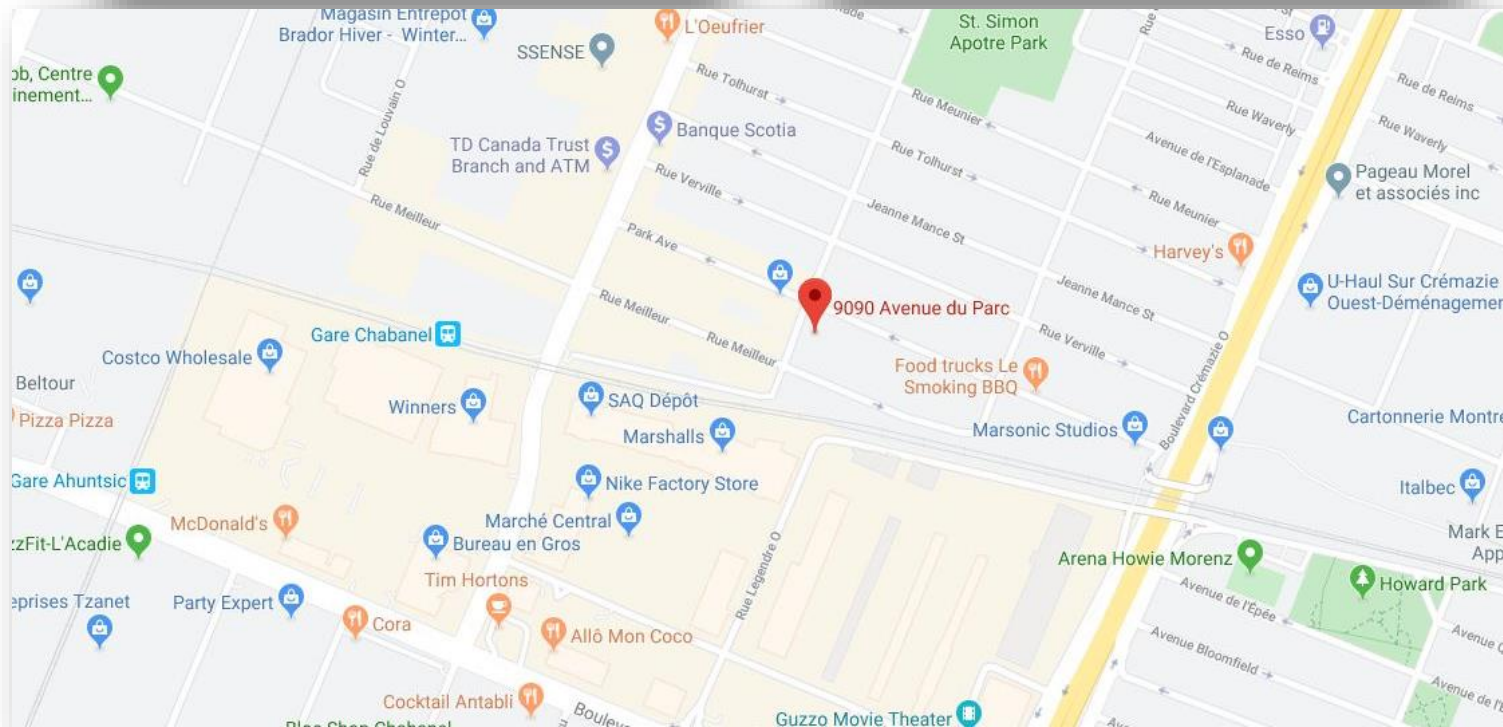 Magasin Entrepôt
Brador Hiver - Winter...
L'Oeufrier
St. Simon
Apotre Park
Esso
Rue de Reims
SSENSE
Rue de Louvain O
Rue Tolhurst
Rue Meunier
Rue Waverly
Rue de Reims
Rue Waverly
TD Canada Trust
Branch and ATM
Banque Scotia
Rue Tolhurst
Avenue de l'Esplanade
Pageau Morel
et associés inc
Rue Verville
Rue Meilleur
Jeanne Mance St
Rue Meunier
Park Ave
Harvey's
U-Haul Sur Crémazie
Jeanne Mance St
Rue Meilleur
9090 Avenue du Parc
Gare Chabanel
Rue Meilleur
Rue Verville
Costco Wholesale
Food trucks Le
Smoking BBQ
Boulevard Crémazie O
Beltour
Pizza Pizza
Winners
SAQ Dépôt
Marshalls
Marsonic Studios
Gare Ahuntsic
Nike Factory Store
Italbec
McDonald's
Marché Central
Bureau en Gros
Rue Legendre O
Arena Howie Morenz
Howard Park
Tim Hortons
Avenue de l'Épée
Party Expert
Cora
Allô Mon Coco
Avenue Bloomfield
Cocktail Antabli
Guzzo Movie Theater